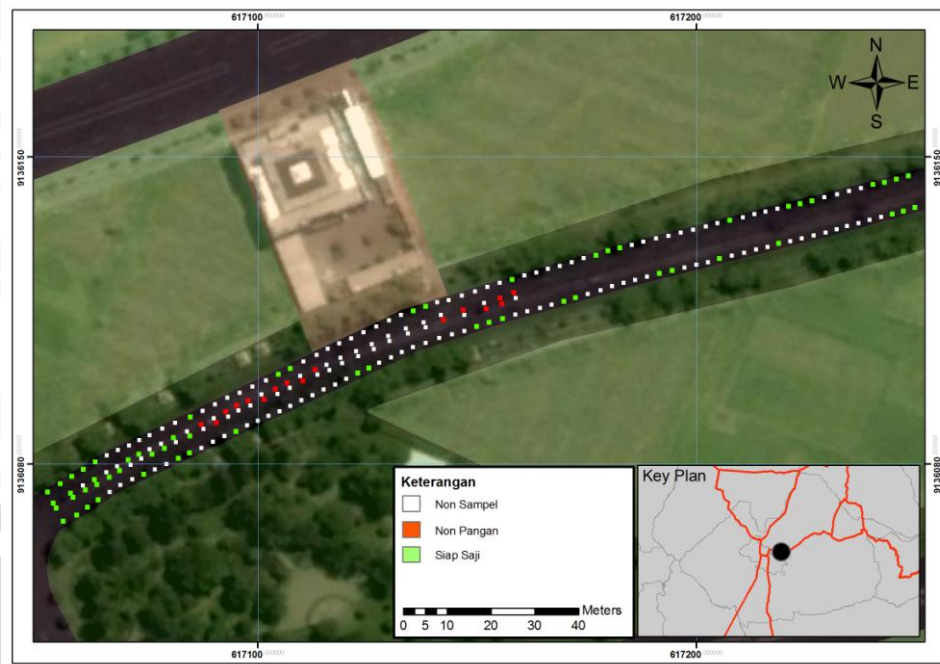 617100
617200
N
W E
S
9136150
9136150
9136080
9136080
Keterangan
Non Sampel
Non Pangan
Siap Saji
Meters
0 5 10 20 30 40
Key Plan
617100
617200